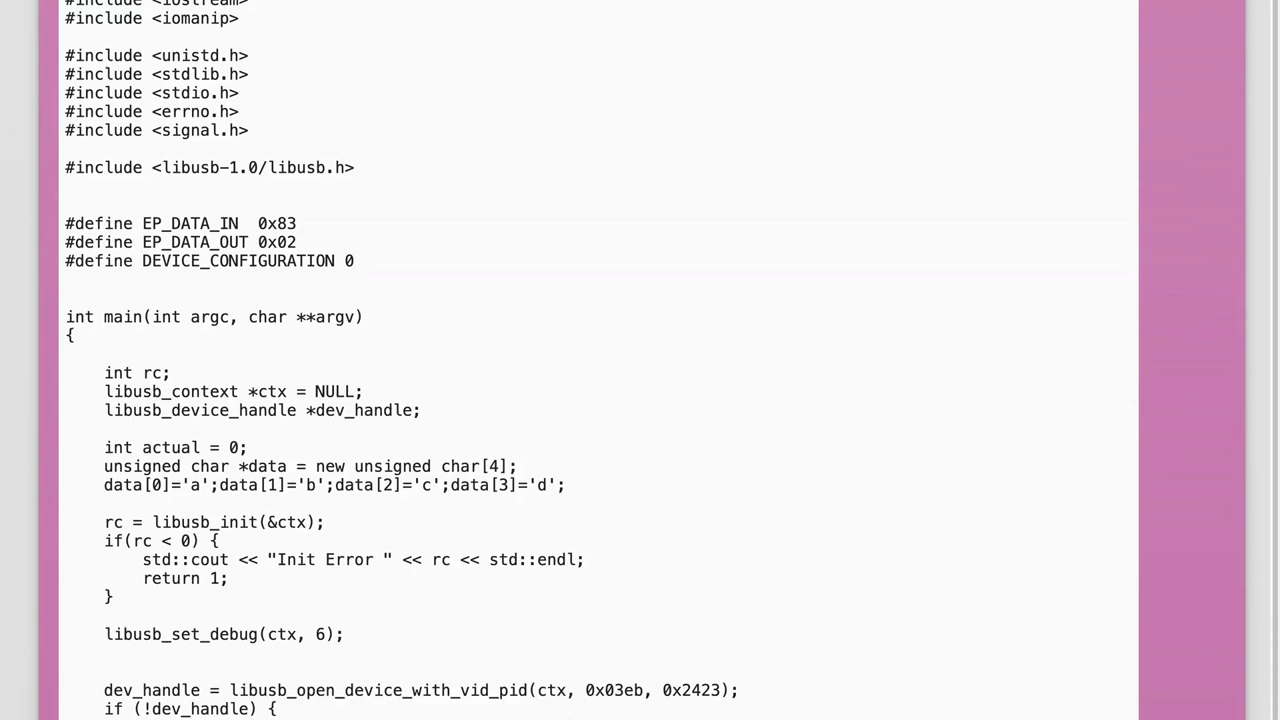 #include <iostream>
#include <iomanip>
#include <unistd.h>
#include <stdlib.h>
#include <stdio.h>
#include <errno.h>
#include <signal.h>
#include <libusb-1.0/libusb.h>
#define EP_DATA_IN  0x83
#define EP_DATA_OUT 0x02
#define DEVICE_CONFIGURATION 0
int main(int argc, char **argv)
{
    int rc;
    libusb_context *ctx = NULL;
    libusb_device_handle *dev_handle;
    int actual = 0;
    unsigned char *data = new unsigned char[4];
    data[0]='a';data[1]='b';data[2]='c';data[3]='d';
    rc = libusb_init(&ctx);
    if(rc < 0) {
        std::cout << "Init Error " << rc << std::endl;
        return 1;
    }
    libusb_set_debug(ctx, 6);
    dev_handle = libusb_open_device_with_vid_pid(ctx, 0x03eb, 0x2423);
    if (!dev_handle) {